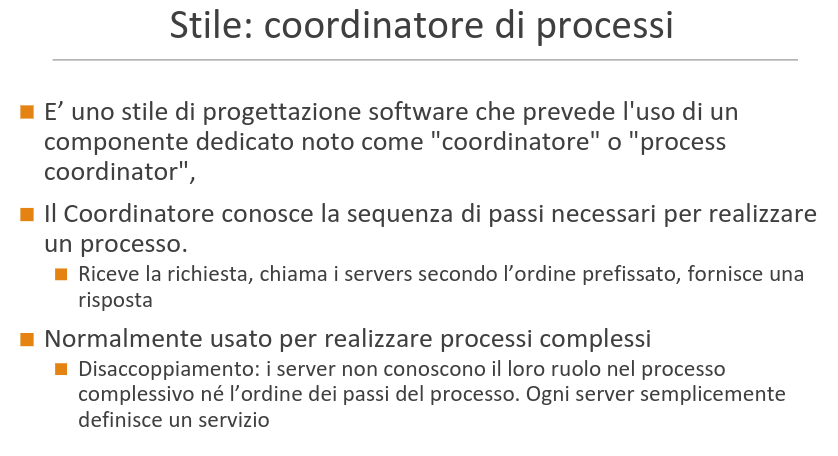 Stile: coordinatore di processi
E’ uno stile di progettazione software che prevede l'uso di un
componente dedicato noto come "coordinatore" o "process
coordinator",
Il Coordinatore conosce la sequenza di passi necessari per realizzare
un processo.
Riceve la richiesta, chiama i servers secondo l’ordine prefissato, fornisce una
risposta
Normalmente usato per realizzare processi complessi
Disaccoppiamento: i server non conoscono il loro ruolo nel processo
complessivo né l’ordine dei passi del processo. Ogni server semplicemente
definisce un servizio